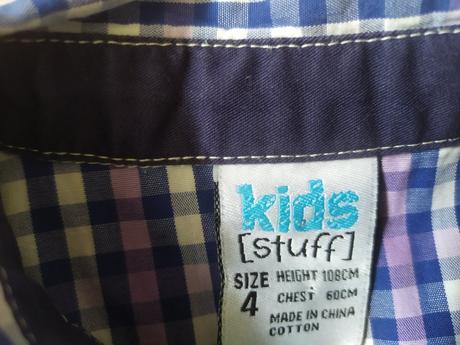 kids
[stuff]
SIZE HEIGHT 108CM
4 CHEST 60CM
MADE IN CHINA
COTTON